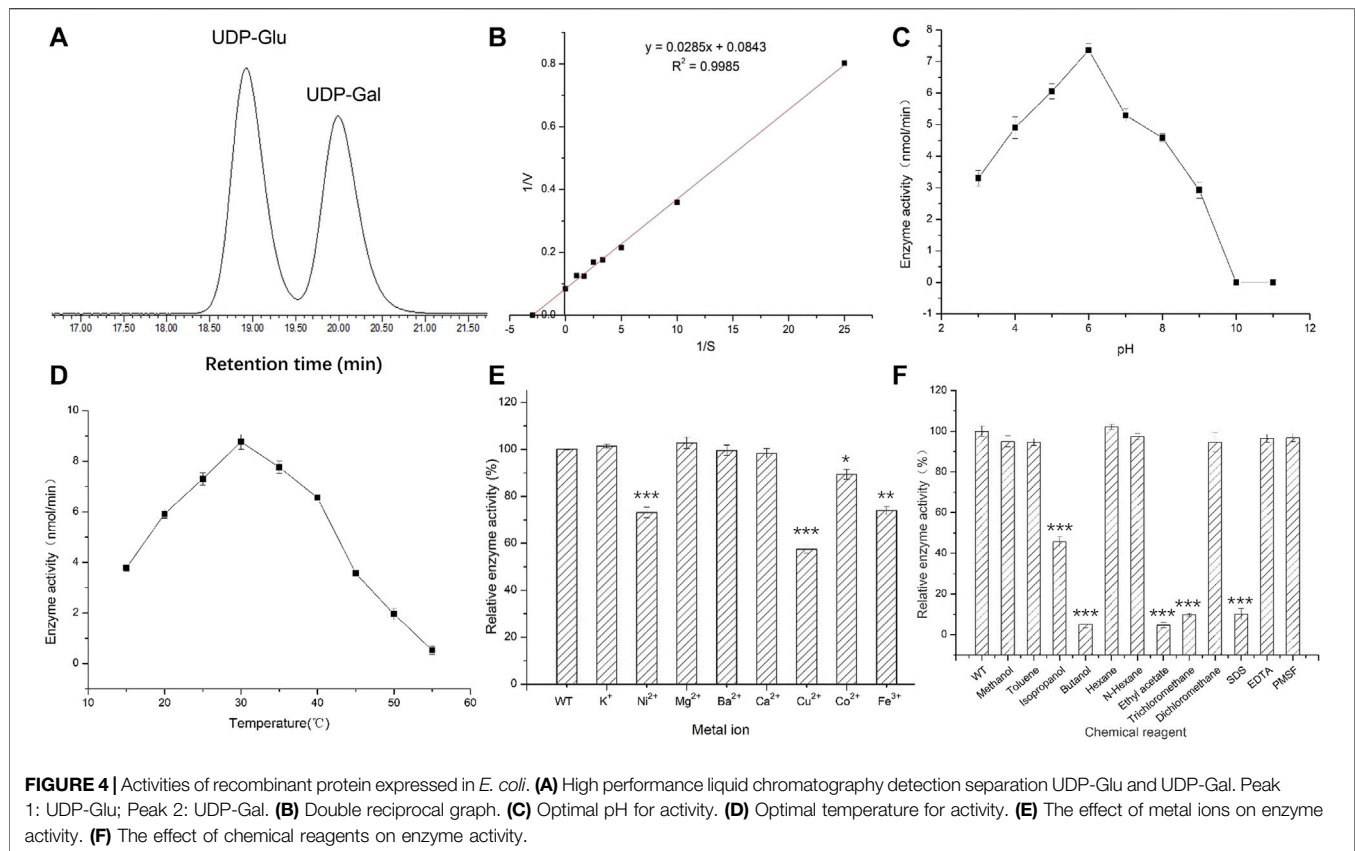 A
UDP-Glu
UDP-Gal
17.00 17.50 18.00 18.50 19.00 19.50 20.00 20.50 21.00 21.50
Retention time (min)
B
y = 0.0285x + 0.0843
R² = 0.9985
0.8
0.6
0.4
0.2
0.0
1/V
-5 0 5 10 15 20 25
1/S
C
8
7
6
5
4
3
2
1
0
-1
Enzyme activity (nmol/min)
2 4 6 8 10 12
pH
D
10
8
6
4
2
0
Enzyme activity (nmol/min)
10 20 30 40 50 60
Temperature(℃)
E
120
100
80
60
40
20
0
Relative enzyme activity (%)
***
***
*
**
WT K⁺ Ni²⁺ Mg²⁺ Ba²⁺ Ca²⁺ Cu²⁺ Co²⁺ Fe³⁺
Metal ion
F
120
100
80
60
40
20
0
Relative enzyme activity (%)
***
***
***
***
***
WT Methanol Toluene Isopropanol Butanol Hexane N-Hexane Ethyl acetate Trichloromethane Dichloromethane SDS EDTA PMSF
Chemical reagent
FIGURE 4 | Activities of recombinant protein expressed in E. coli. (A) High performance liquid chromatography detection separation UDP-Glu and UDP-Gal. Peak
1: UDP-Glu; Peak 2: UDP-Gal. (B) Double reciprocal graph. (C) Optimal pH for activity. (D) Optimal temperature for activity. (E) The effect of metal ions on enzyme
activity. (F) The effect of chemical reagents on enzyme activity.